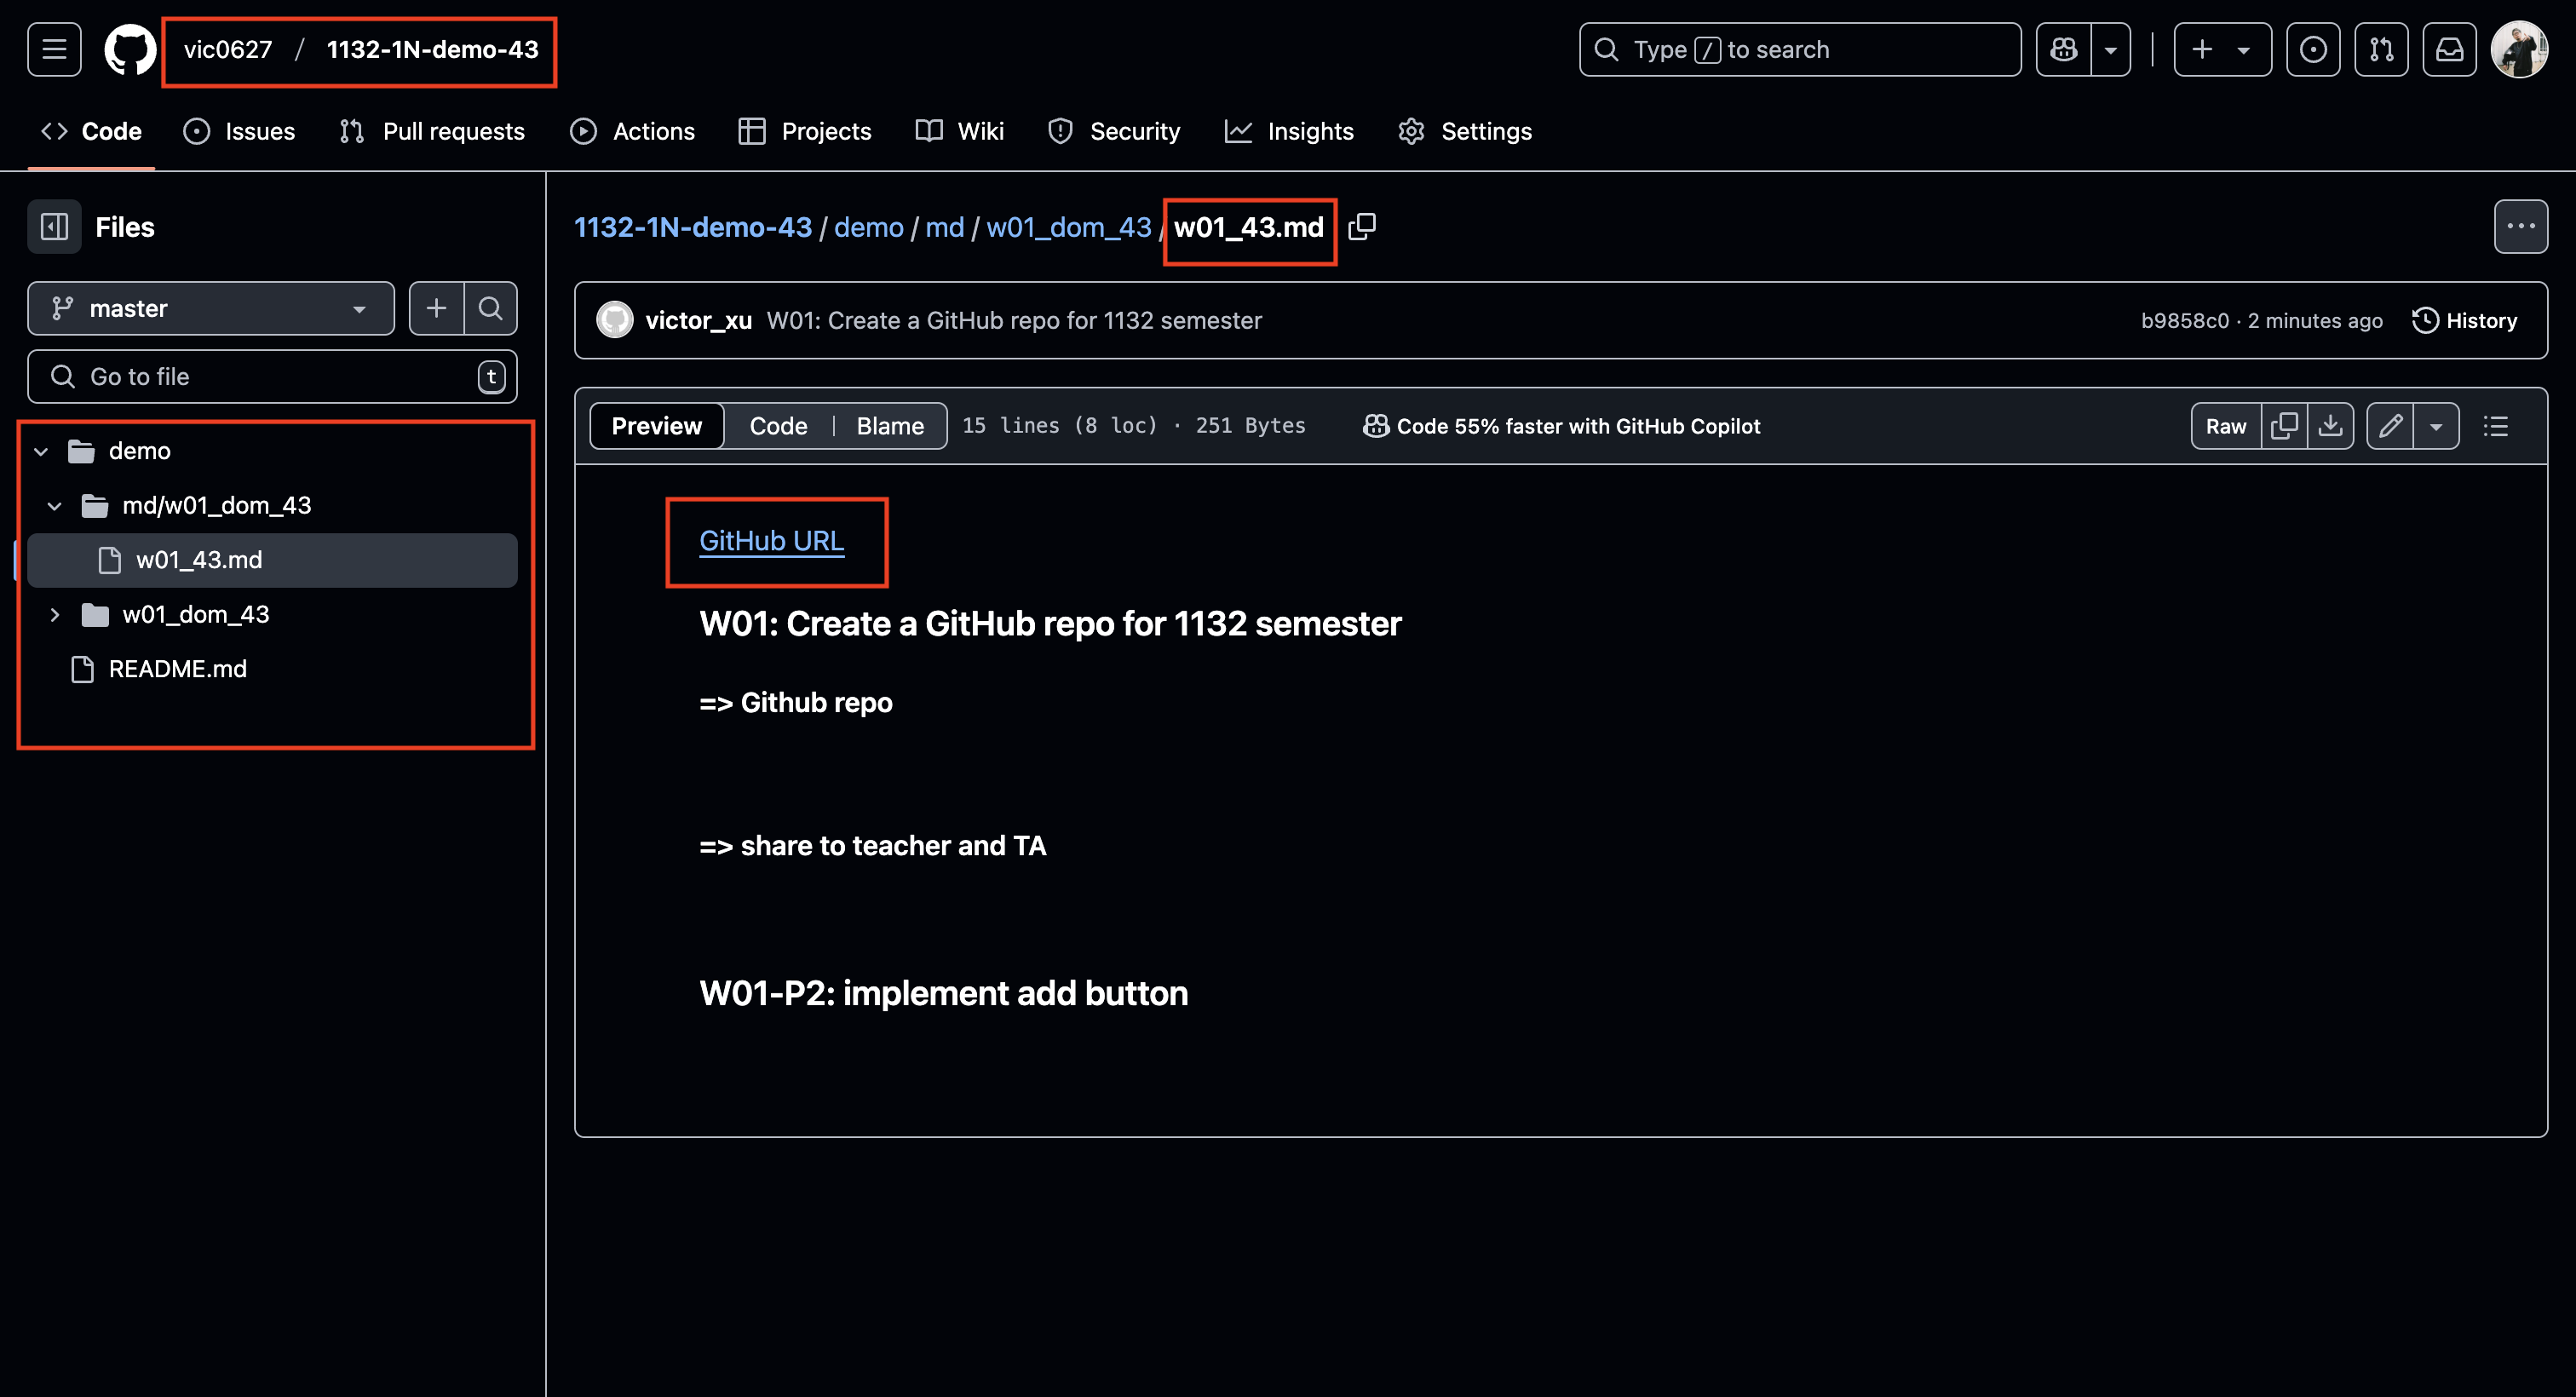 vic0627 / 1132-1N-demo-43
Type / to search
Code Issues Pull requests Actions Projects Wiki Security Insights Settings
Files
master
Go to file t
demo
md/w01_dom_43
w01_43.md
w01_dom_43
README.md
1132-1N-demo-43 / demo / md / w01_dom_43 / w01_43.md
victor_xu W01: Create a GitHub repo for 1132 semester b9858c0 · 2 minutes ago History
Preview Code Blame 15 lines (8 loc) · 251 Bytes Code 55% faster with GitHub Copilot Raw
GitHub URL
W01: Create a GitHub repo for 1132 semester
=> Github repo
=> share to teacher and TA
W01-P2: implement add button